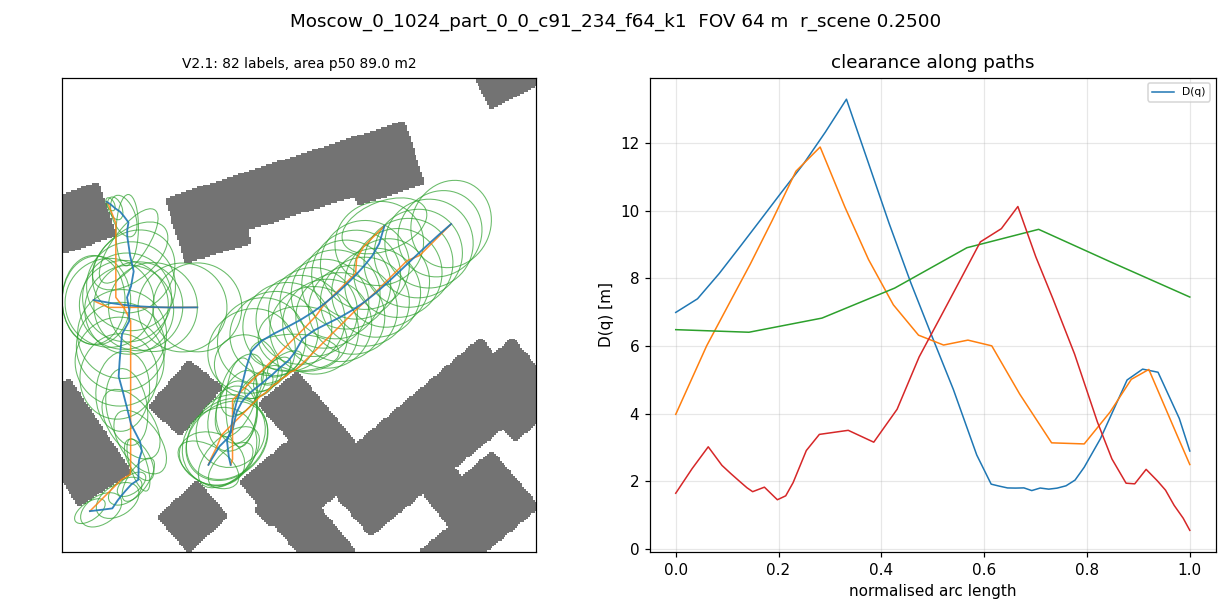 Moscow_0_1024_part_0_0_c91_234_f64_k1  FOV 64 m  r_scene 0.2500
V2.1: 82 labels, area p50 89.0 m2
clearance along paths
D(q)
D(q) [m]
12
10
8
6
4
2
0
0.0 0.2 0.4 0.6 0.8 1.0
normalised arc length